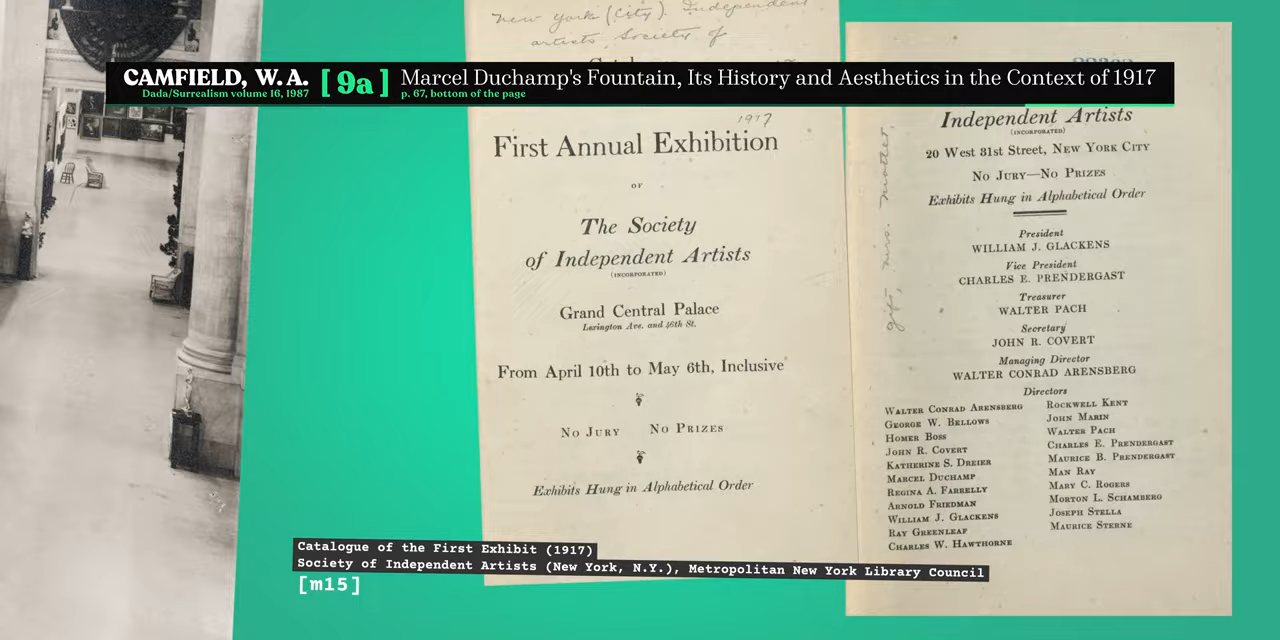 New York (City). Independent
artists, Society of
CAMFIELD, W. A. [ 9a ] Marcel Duchamp's Fountain, Its History and Aesthetics in the Context of 1917
Dada/Surrealism volume 16, 1987
p. 67, bottom of the page
1917
First Annual Exhibition
OF
The Society
of Independent Artists
(INCORPORATED)
Grand Central Palace
Lexington Ave. and 46th St.
From April 10th to May 6th, Inclusive
No Jury No Prizes
Exhibits Hung in Alphabetical Order
Independent Artists
(INCORPORATED)
20 West 31st Street, New York City
No Jury—No Prizes
Exhibits Hung in Alphabetical Order
President
WILLIAM J. GLACKENS
Vice President
CHARLES E. PRENDERGAST
Treasurer
WALTER PACH
Secretary
JOHN R. COVERT
Managing Director
WALTER CONRAD ARENSBERG
Directors
Walter Conrad Arensberg
George W. Bellows
Homer Boss
John R. Covert
Katherine S. Dreier
Marcel Duchamp
Regina A. Farrelly
Arnold Friedman
William J. Glackens
Ray Greenleaf
Charles W. Hawthorne
Rockwell Kent
John Marin
Walter Pach
Charles E. Prendergast
Maurice B. Prendergast
Man Ray
Mary C. Rogers
Morton L. Schamberg
Joseph Stella
Maurice Sterne
gift, mrs.
Catalogue of the First Exhibit (1917)
Society of Independent Artists (New York, N.Y.), Metropolitan New York Library Council
[m15]